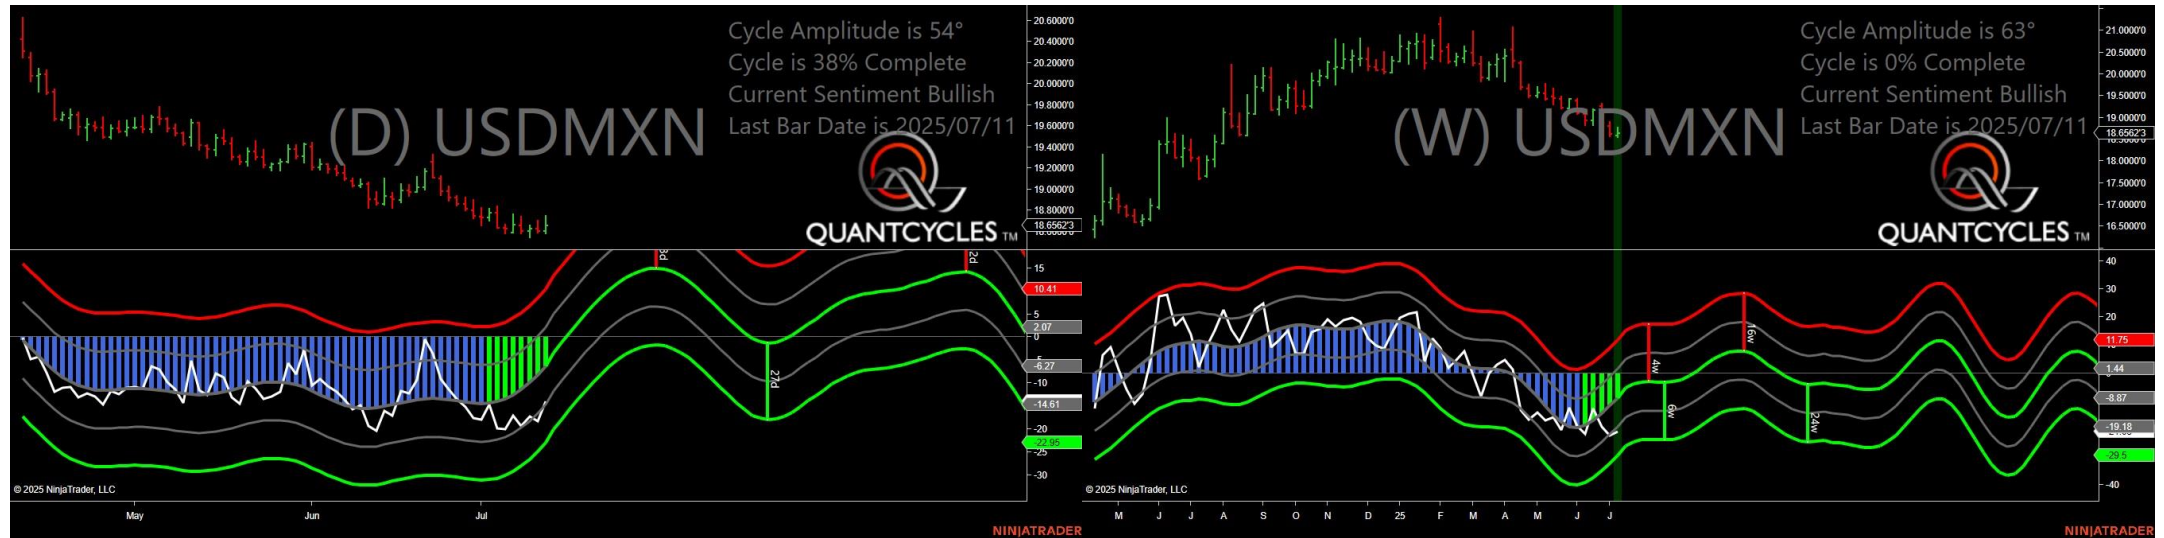 Cycle Amplitude is 54°
Cycle is 38% Complete
Current Sentiment Bullish
Last Bar Date is 2025/07/11
(D) USDMXN
QUANTCYCLES TM
20.6000'0
20.4000'0
20.2000'0
20.0000'0
19.8000'0
19.6000'0
19.4000'0
19.2000'0
19.0000'0
18.8000'0
18.6562'3
27d
15
10.41
5
2.07
0
-6.27
-10
-14.61
-20
-22.95
-25
-30
© 2025 NinjaTrader, LLC
May Jun Jul
NINJATRADER
Cycle Amplitude is 63°
Cycle is 0% Complete
Current Sentiment Bullish
Last Bar Date is 2025/07/11
(W) USDMXN
QUANTCYCLES TM
21.0000'0
20.5000'0
20.0000'0
19.5000'0
19.0000'0
18.6562'3
18.0000'0
17.5000'0
17.0000'0
16.5000'0
4w
6w
16w
24w
40
30
20
11.75
1.44
-8.87
-19.18
-29.5
-40
© 2025 NinjaTrader, LLC
M J J A S O N D 25 F M A M J J
NINJATRADER